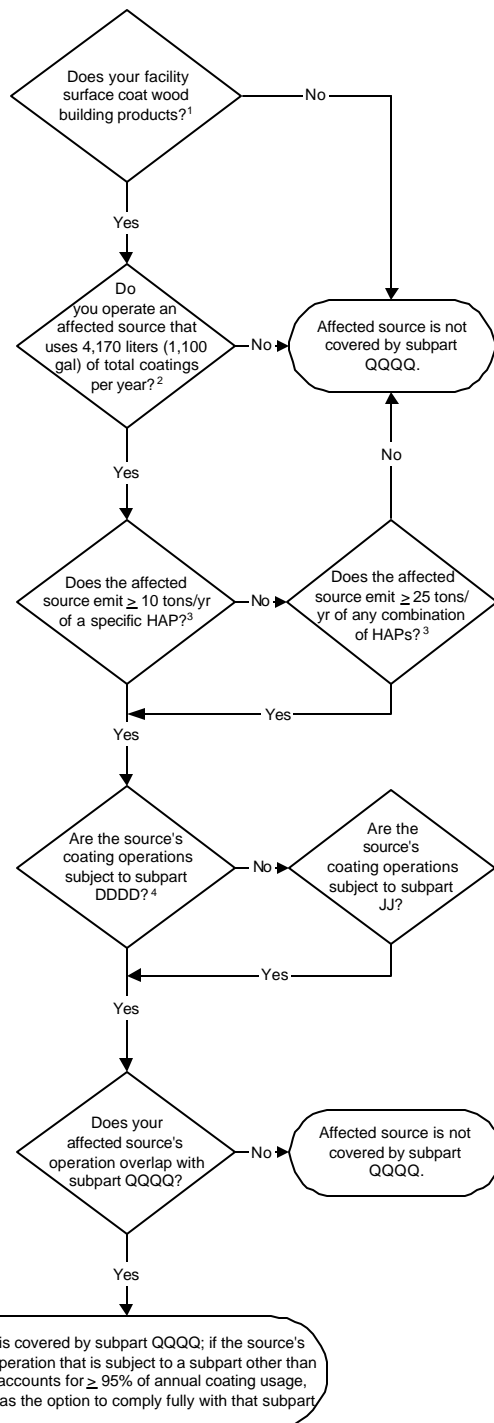 Does your facility
surface coat wood
building products?¹
No
Yes
Do
you operate an
affected source that
uses 4,170 liters (1,100
gal) of total coatings
per year?²
No
Affected source is not
covered by subpart
QQQQ.
Yes
No
Does the affected
source emit ≥ 10 tons/yr
of a specific HAP?³
No
Does the affected
source emit ≥ 25 tons/
yr of any combination
of HAPs?³
Yes
Yes
Are the source's
coating operations
subject to subpart
DDDD?⁴
No
Are the
source's
coating operations
subject to subpart
JJ?
Yes
Yes
Does your
affected source's
operation overlap with
subpart QQQQ?
No
Affected source is not
covered by subpart
QQQQ.
Yes
is covered by subpart QQQQ; if the source's
peration that is subject to a subpart other than
accounts for ≥ 95% of annual coating usage,
as the option to comply fully with that subpart